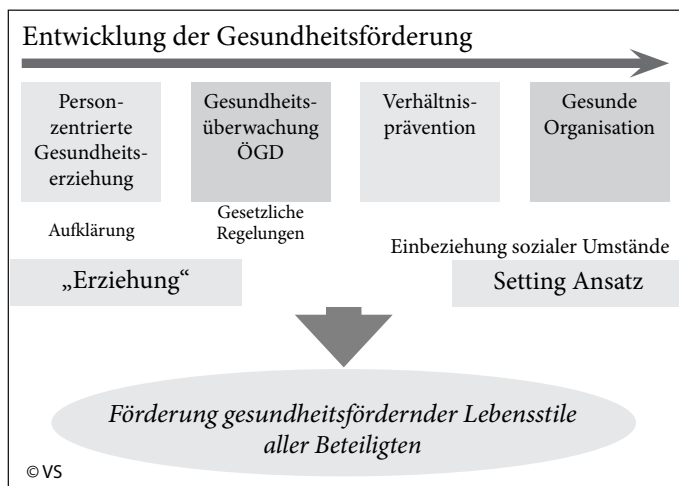 Entwicklung der Gesundheitsförderung
Person-
zentrierte
Gesundheits-
erziehung
Gesundheits-
überwachung
ÖGD
Verhältnis-
prävention
Gesunde
Organisation
Aufklärung
Gesetzliche
Regelungen
Einbeziehung sozialer Umstände
„Erziehung“
Setting Ansatz
Förderung gesundheitsfördernder Lebensstile
aller Beteiligten
© VS